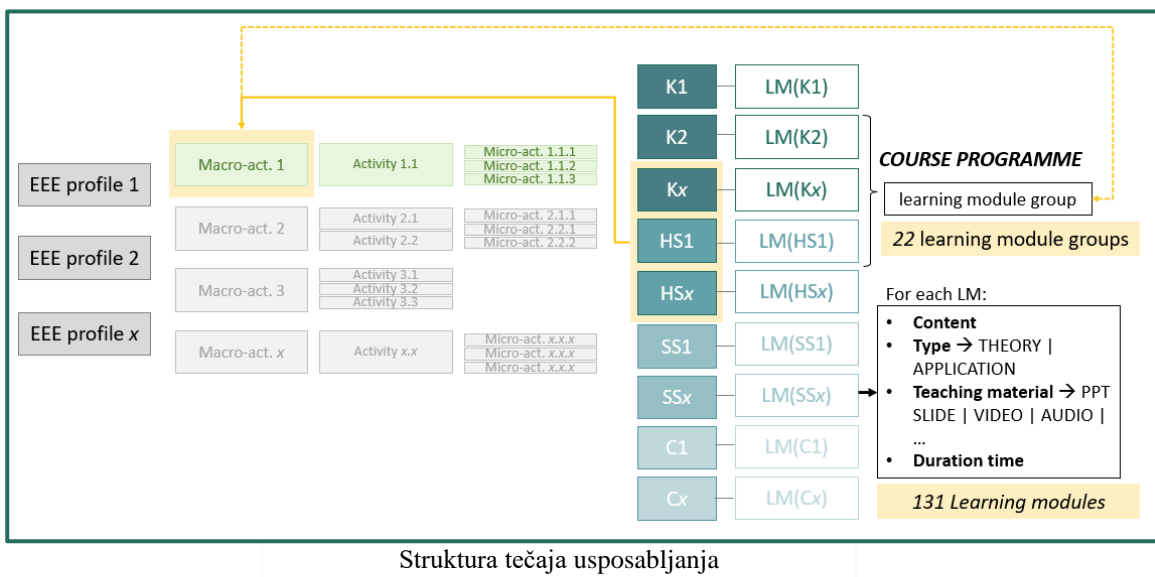 EEE profile 1
EEE profile 2
EEE profile x
Macro-act. 1
Activity 1.1
Micro-act. 1.1.1
Micro-act. 1.1.2
Micro-act. 1.1.3
Macro-act. 2
Activity 2.1
Activity 2.2
Micro-act. 2.1.1
Micro-act. 2.2.1
Micro-act. 2.2.2
Macro-act. 3
Activity 3.1
Activity 3.2
Activity 3.3
Macro-act. x
Activity x.x
Micro-act. x.x.x
Micro-act. x.x.x
Micro-act. x.x.x
K1 LM(K1)
K2 LM(K2)
Kx LM(Kx)
HS1 LM(HS1)
HSx LM(HSx)
SS1 LM(SS1)
SSx LM(SSx)
C1 LM(C1)
Cx LM(Cx)
COURSE PROGRAMME
learning module group
22 learning module groups
For each LM:
• Content
• Type → THEORY |
APPLICATION
• Teaching material → PPT
SLIDE | VIDEO | AUDIO |
...
• Duration time
131 Learning modules
Struktura tečaja usposabljanja